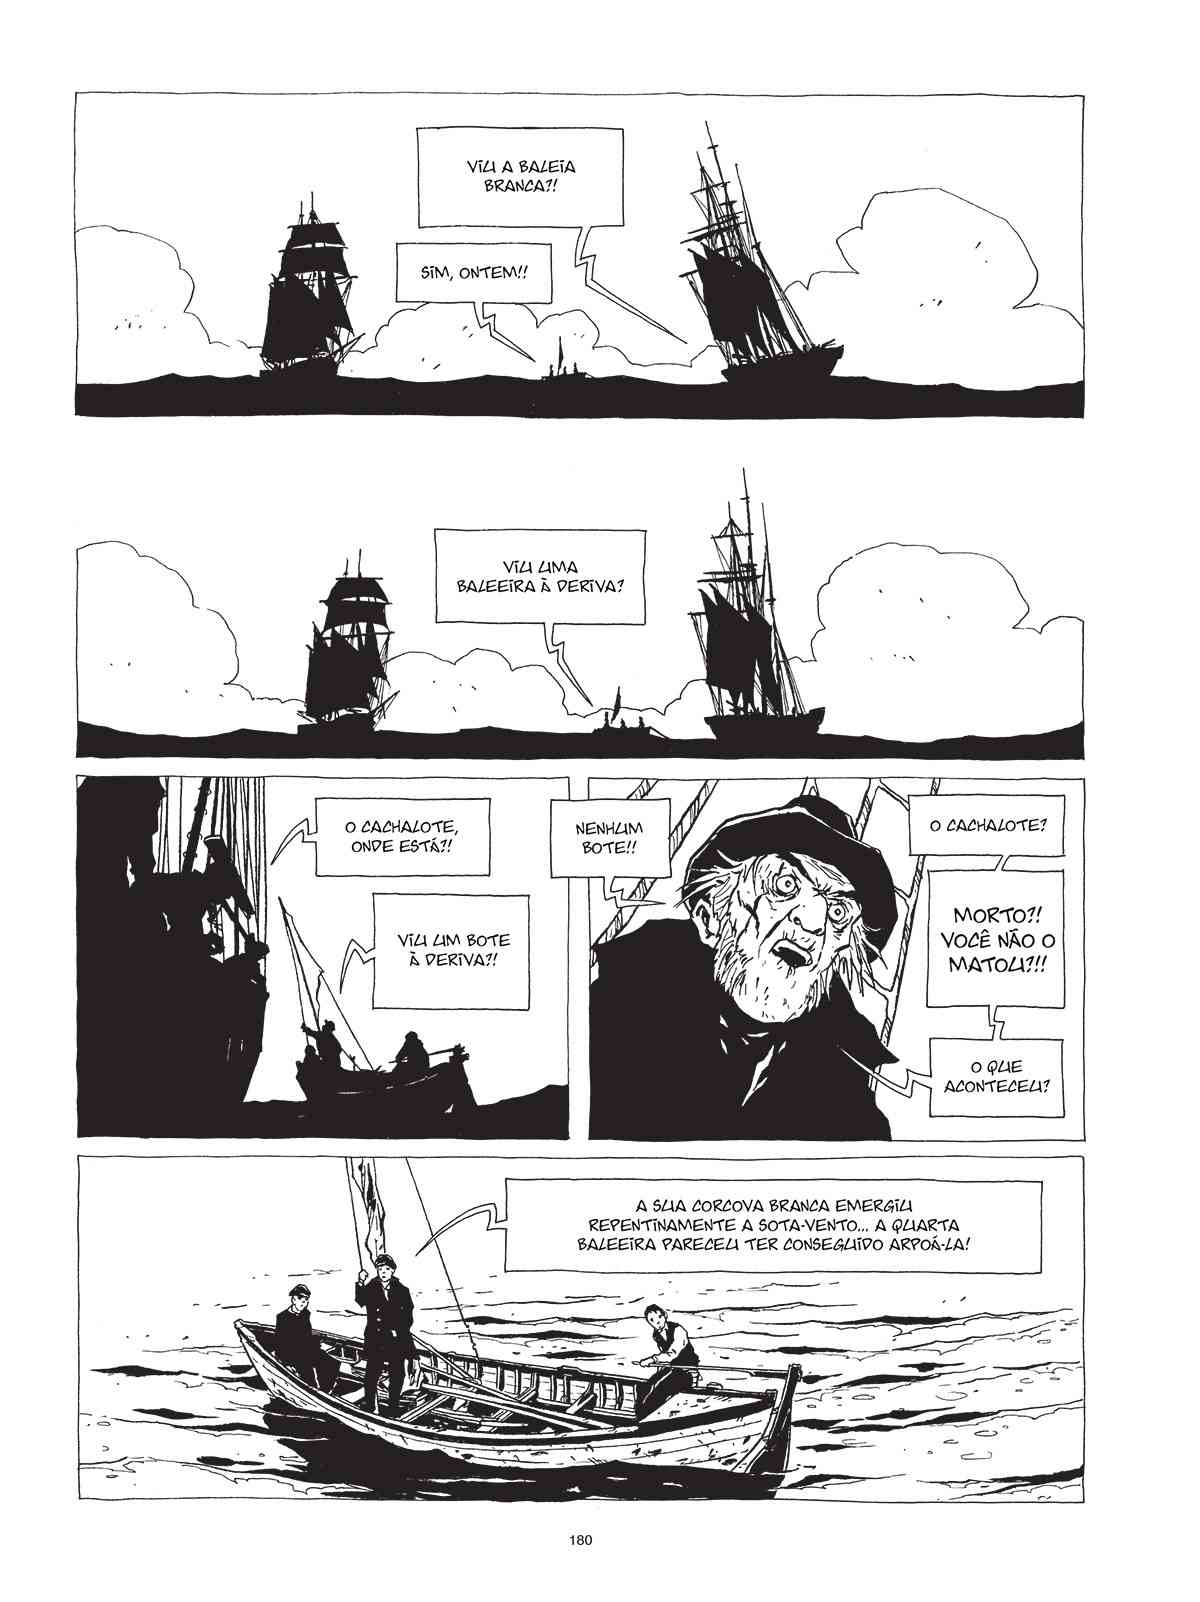 VIU A BALEIA
BRANCA?!
SIM, ONTEM!!
VIU UMA
BALEEIRA À DERIVA?
O CACHALOTE,
ONDE ESTÁ?!
VIU UM BOTE
À DERIVA?!
NENHUM
BOTE!!
O CACHALOTE?
MORTO?!
VOCÊ NÃO O
MATOU?!!
O QUE
ACONTECEU?
A SUA CORCOVA BRANCA EMERGIU
REPENTINAMENTE A SOTA-VENTO... A QUARTA
BALEEIRA PARECEU TER CONSEGUIDO ARPOÁ-LA!
180